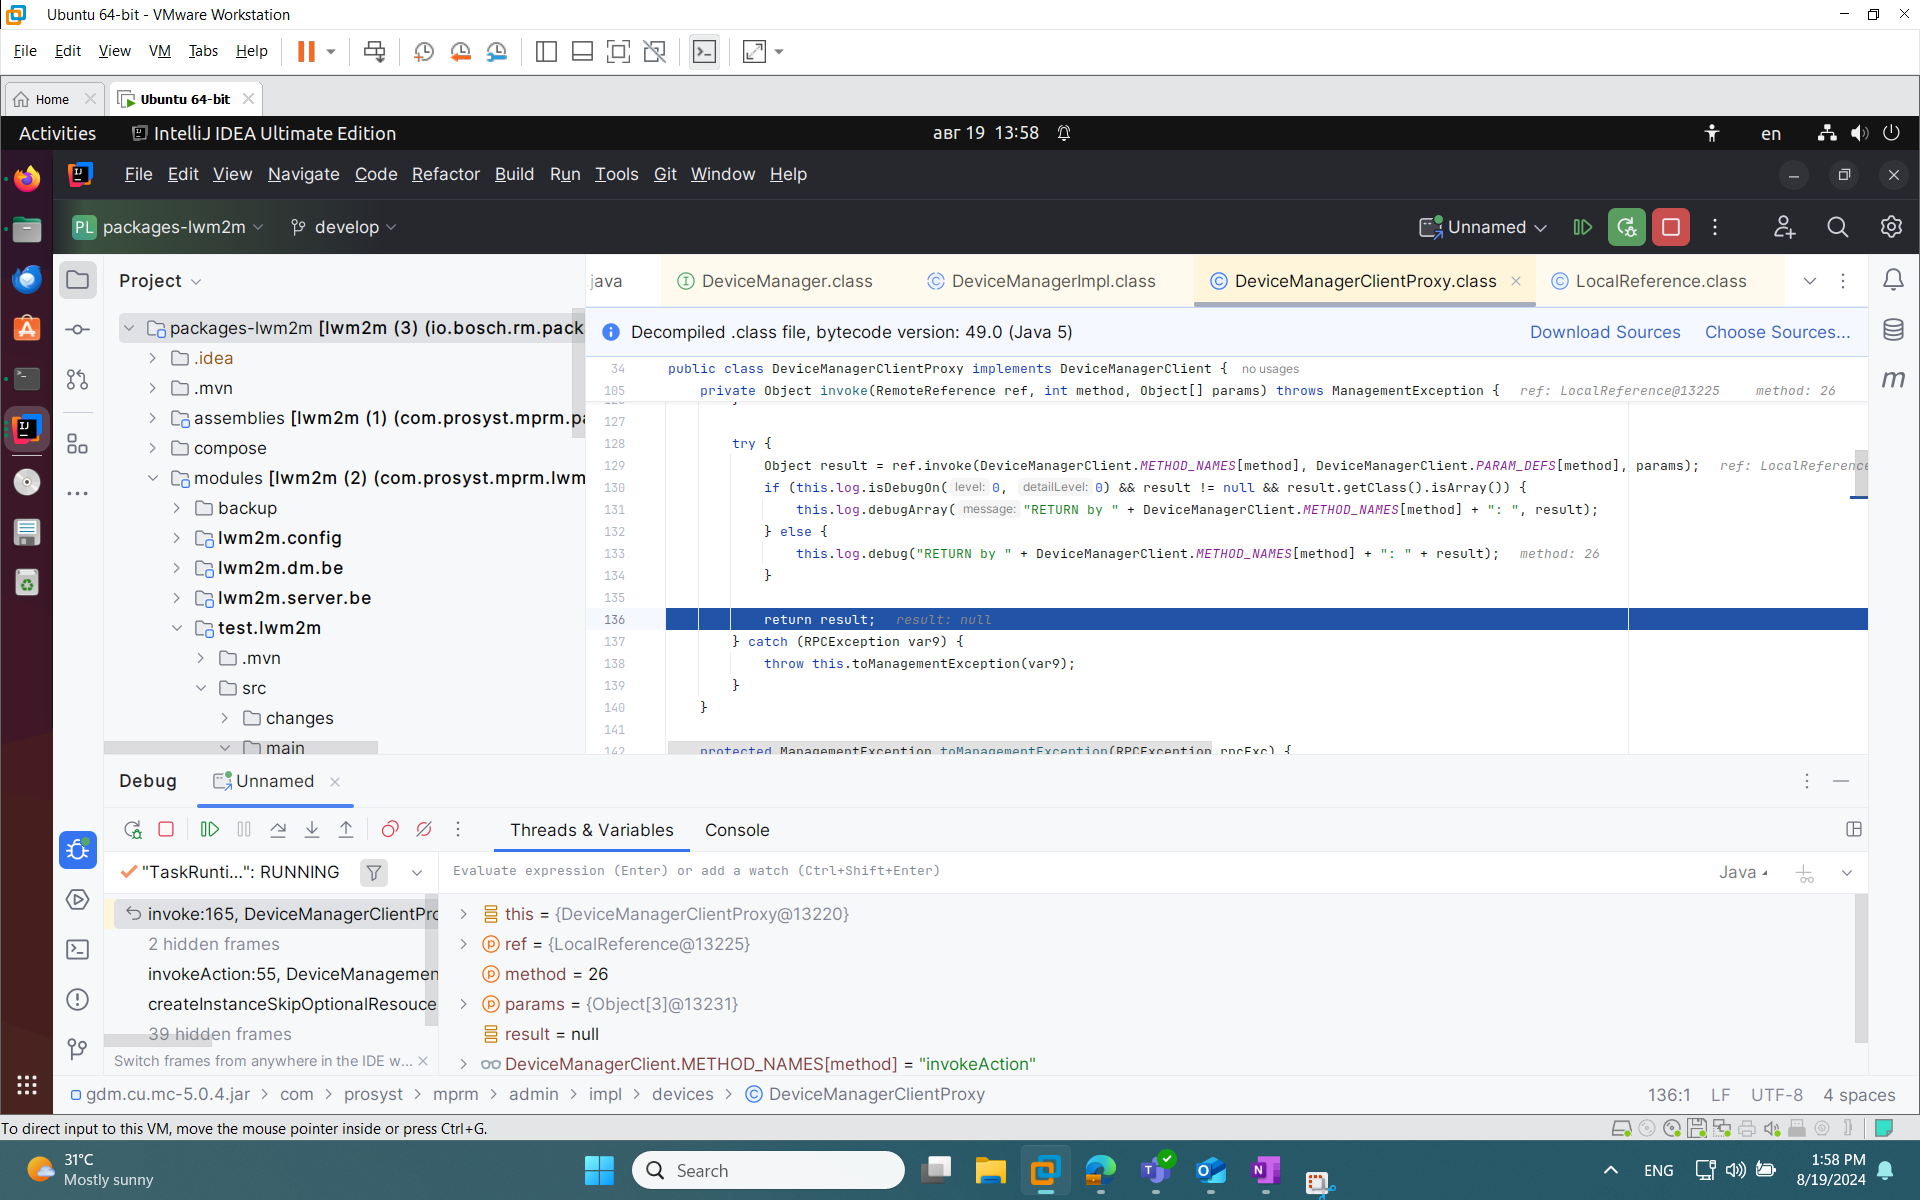 Ubuntu 64-bit - VMware Workstation
File Edit View VM Tabs Help
Home Ubuntu 64-bit
Activities IntelliJ IDEA Ultimate Edition авг 19 13:58 en
File Edit View Navigate Code Refactor Build Run Tools Git Window Help
PL packages-lwm2m develop Unnamed
Project
java DeviceManager.class DeviceManagerImpl.class DeviceManagerClientProxy.class LocalReference.class
Decompiled .class file, bytecode version: 49.0 (Java 5) Download Sources Choose Sources...
packages-lwm2m [lwm2m (3) (io.bosch.rm.pack
.idea
.mvn
assemblies [lwm2m (1) (com.prosyst.mprm.pa
compose
modules [lwm2m (2) (com.prosyst.mprm.lwm
backup
lwm2m.config
lwm2m.dm.be
lwm2m.server.be
test.lwm2m
.mvn
src
changes
main
34 public class DeviceManagerClientProxy implements DeviceManagerClient { no usages
105 private Object invoke(RemoteReference ref, int method, Object[] params) throws ManagementException { ref: LocalReference@13225 method: 26
127
128 try {
129 Object result = ref.invoke(DeviceManagerClient.METHOD_NAMES[method], DeviceManagerClient.PARAM_DEFS[method], params); ref: LocalReference
130 if (this.log.isDebugOn( level: 0, detailLevel: 0) && result != null && result.getClass().isArray()) {
131 this.log.debugArray( message: "RETURN by " + DeviceManagerClient.METHOD_NAMES[method] + ": ", result);
132 } else {
133 this.log.debug("RETURN by " + DeviceManagerClient.METHOD_NAMES[method] + ": " + result); method: 26
134 }
135
136 return result; result: null
137 } catch (RPCException var9) {
138 throw this.toManagementException(var9);
139 }
140 }
141
142 protected ManagementException toManagementException(RPCException rpcExc) {
Debug Unnamed
Threads & Variables Console
"TaskRunti...": RUNNING
Evaluate expression (Enter) or add a watch (Ctrl+Shift+Enter) Java
invoke:165, DeviceManagerClientPro
2 hidden frames
invokeAction:55, DeviceManagemen
createInstanceSkipOptionalResouce
39 hidden frames
Switch frames from anywhere in the IDE w...
this = {DeviceManagerClientProxy@13220}
ref = {LocalReference@13225}
method = 26
params = {Object[3]@13231}
result = null
DeviceManagerClient.METHOD_NAMES[method] = "invokeAction"
gdm.cu.mc-5.0.4.jar com prosyst mprm admin impl devices DeviceManagerClientProxy 136:1 LF UTF-8 4 spaces
To direct input to this VM, move the mouse pointer inside or press Ctrl+G.
31°C
Mostly sunny
Search
ENG
1:58 PM
8/19/2024